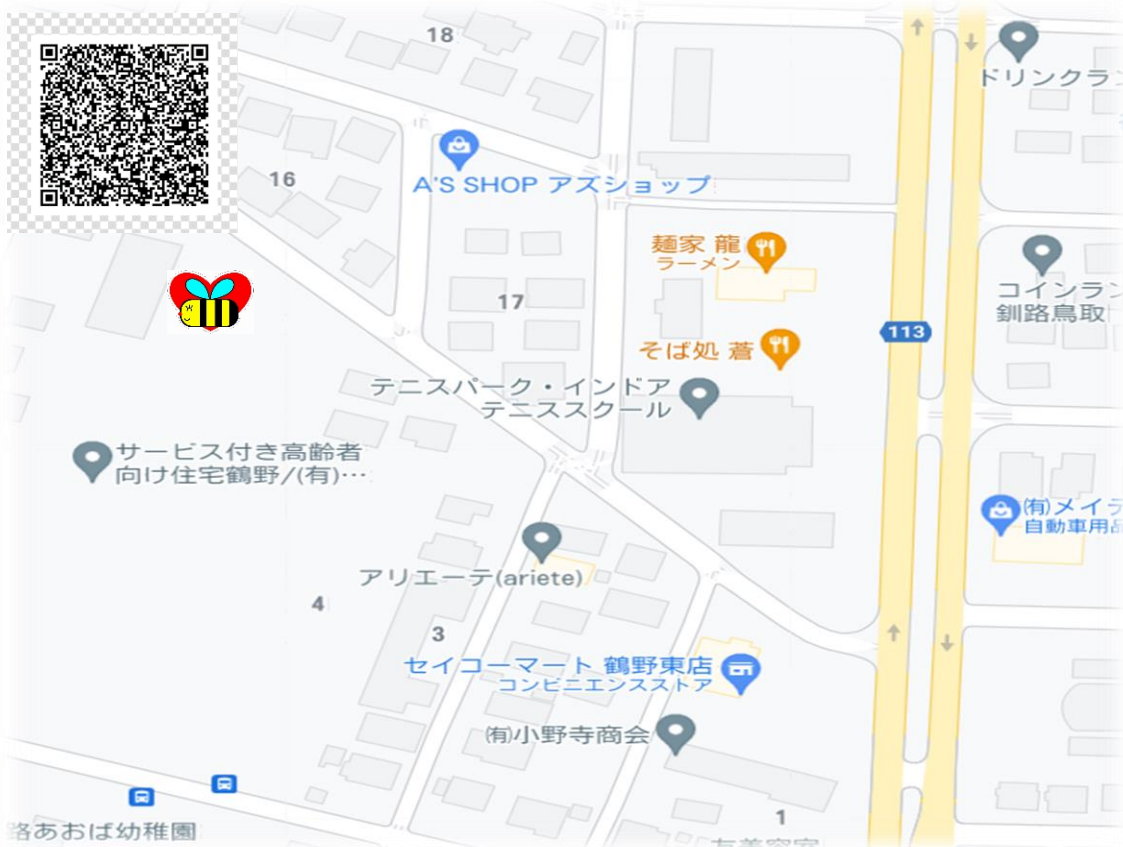 18
ドリンクラ
16
A'S SHOP アズショップ
麺家 龍
ラーメン
コインラン
釧路鳥取
17
113
そば処 蒼
テニスパーク・インドア
テニススクール
サービス付き高齢者
向け住宅鶴野/(有)…
(有)メイテ
自動車用品
アリエーテ(ariete)
4
3
セイコーマート 鶴野東店
コンビニエンスストア
(有)小野寺商会
1
路あおば幼稚園